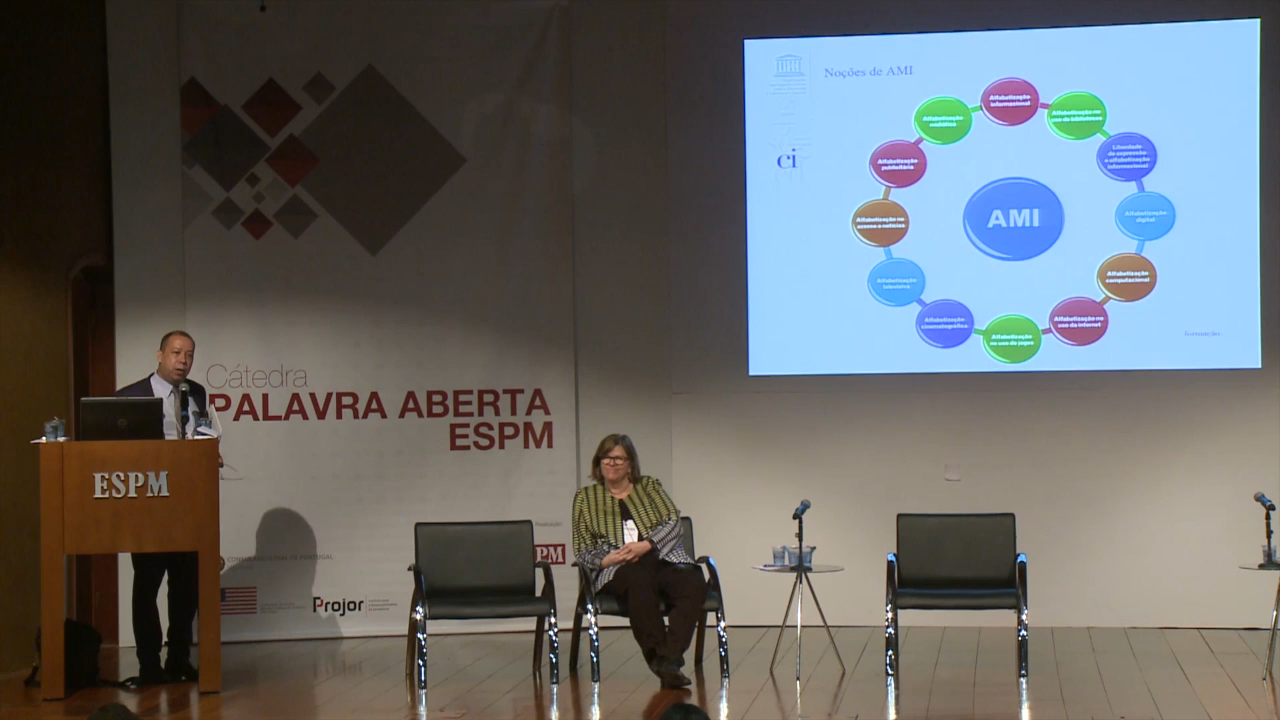 Noções de AMI
ci
Alfabetização
informacional
Alfabetização
midiática
Alfabetização no
uso de bibliotecas
Liberdade
de expressão
e alfabetização
informacional
Alfabetização
publicitária
AMI
Alfabetização
digital
Alfabetização no
acesso a notícias
Alfabetização
computacional
Alfabetização
televisiva
Alfabetização
cinematográfica
Alfabetização no
uso da internet
Alfabetização
no uso de jogos
Cátedra
PALAVRA ABERTA
ESPM
ESPM
Realização
PM
Projor